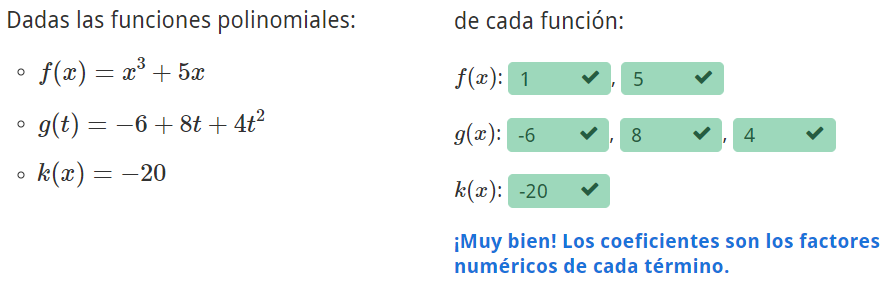 Dadas las funciones polinomiales:
∘ f(x) = x³ + 5x
∘ g(t) = −6 + 8t + 4t²
∘ k(x) = −20
de cada función:
f(x): 1 ✔, 5 ✔
g(x): -6 ✔, 8 ✔, 4 ✔
k(x): -20 ✔
¡Muy bien! Los coeficientes son los factores
numéricos de cada término.